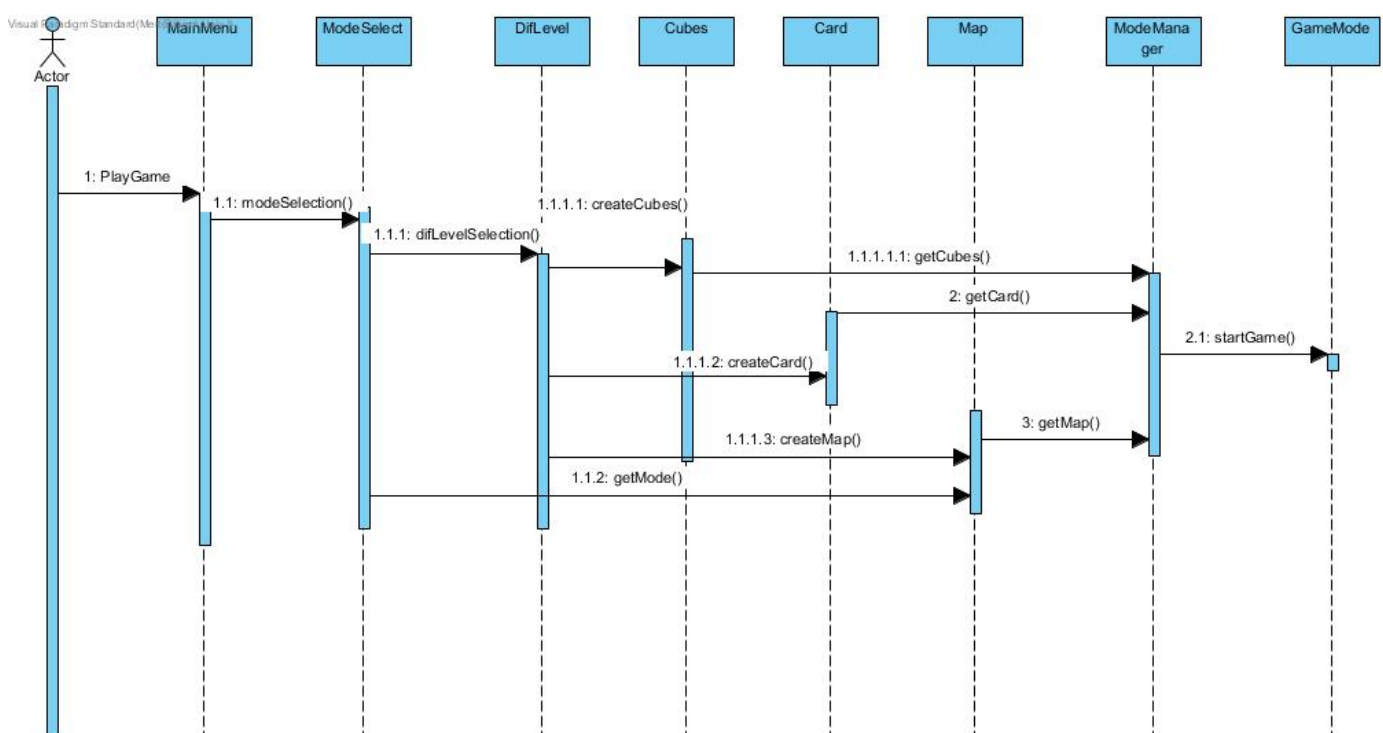 Visual Paradigm Standard
Actor
MainMenu
ModeSelect
DifLevel
Cubes
Card
Map
ModeMana
ger
GameMode
1: PlayGame
1.1: modeSelection()
1.1.1.1: createCubes()
1.1.1: difLevelSelection()
1.1.1.1.1: getCubes()
2: getCard()
2.1: startGame()
1.1.1.2: createCard()
3: getMap()
1.1.1.3: createMap()
1.1.2: getMode()